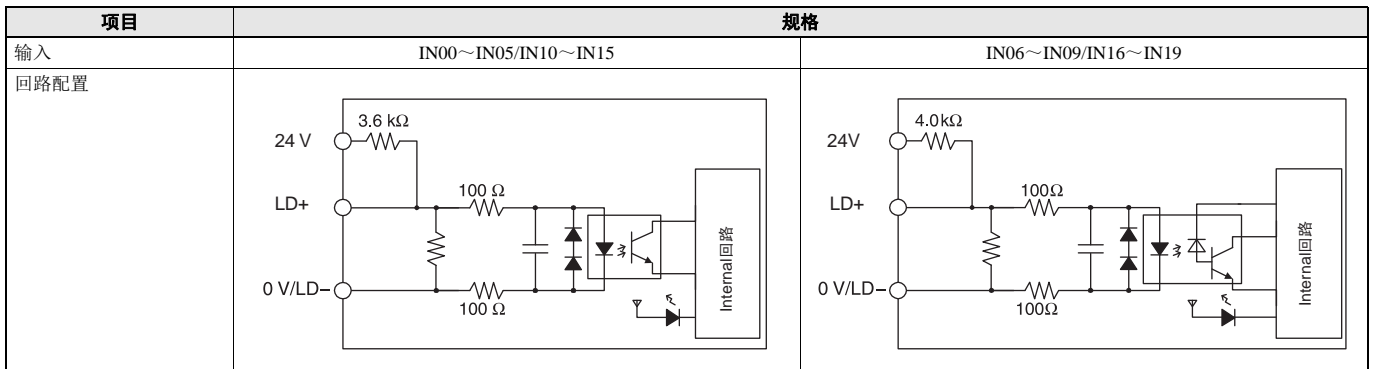 项目
规格
输入
IN00～IN05/IN10～IN15
IN06～IN09/IN16～IN19
回路配置
3.6 kΩ
24 V
LD+
100 Ω
0 V/LD−
100 Ω
Internal回路
4.0kΩ
24V
LD+
100Ω
0 V/LD−
100Ω
Internal回路